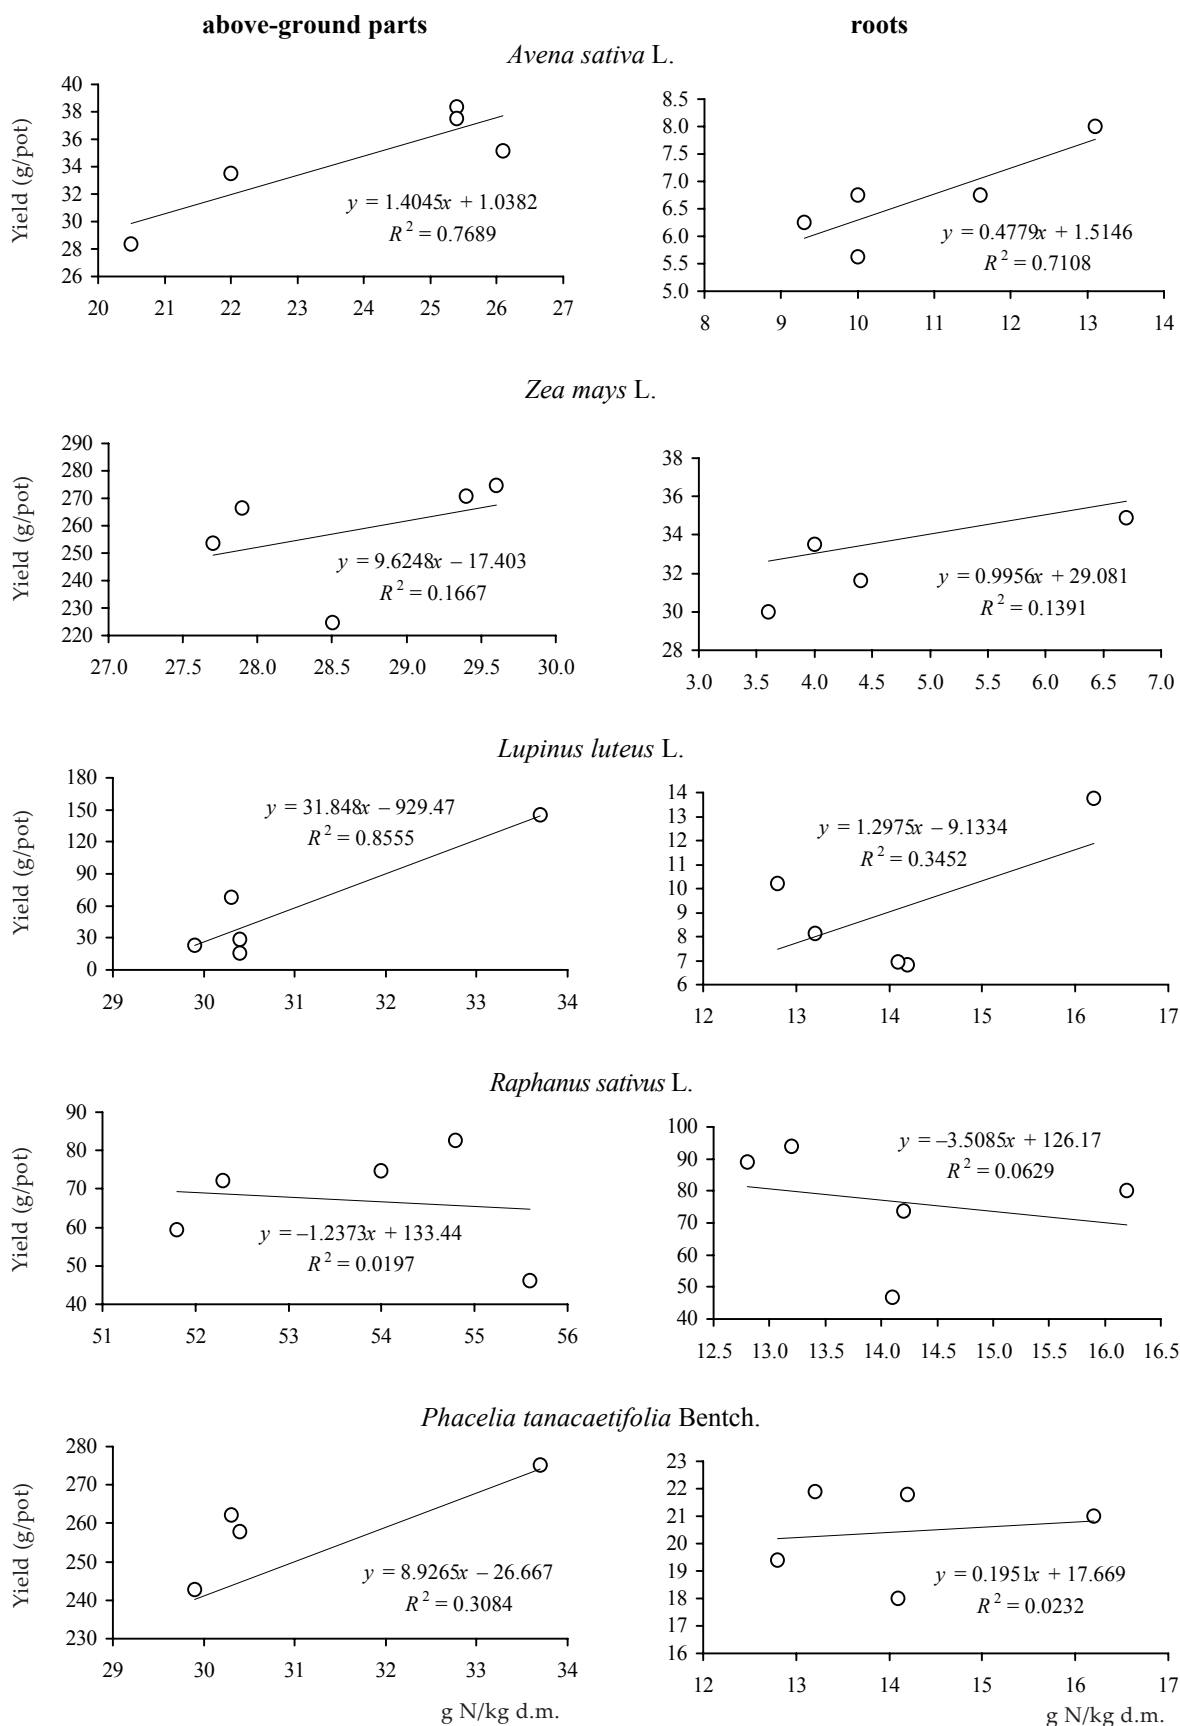 above-ground parts
roots
Avena sativa L.
Yield (g/pot)
40
38
36
34
32
30
28
26
20 21 22 23 24 25 26 27
y = 1.4045x + 1.0382
R2 = 0.7689
8.5
8.0
7.5
7.0
6.5
6.0
5.5
5.0
8 9 10 11 12 13 14
y = 0.4779x + 1.5146
R2 = 0.7108
Zea mays L.
Yield (g/pot)
290
280
270
260
250
240
230
220
27.0 27.5 28.0 28.5 29.0 29.5 30.0
y = 9.6248x – 17.403
R2 = 0.1667
38
36
34
32
30
28
3.0 3.5 4.0 4.5 5.0 5.5 6.0 6.5 7.0
y = 0.9956x + 29.081
R2 = 0.1391
Lupinus luteus L.
Yield (g/pot)
180
150
120
90
60
30
0
29 30 31 32 33 34
y = 31.848x – 929.47
R2 = 0.8555
14
13
12
11
10
9
8
7
6
12 13 14 15 16 17
y = 1.2975x – 9.1334
R2 = 0.3452
Raphanus sativus L.
Yield (g/pot)
90
80
70
60
50
40
51 52 53 54 55 56
y = –1.2373x + 133.44
R2 = 0.0197
100
90
80
70
60
50
40
12.5 13.0 13.5 14.0 14.5 15.0 15.5 16.0 16.5
y = –3.5085x + 126.17
R2 = 0.0629
Phacelia tanacaetifolia Bentch.
Yield (g/pot)
280
270
260
250
240
230
29 30 31 32 33 34
y = 8.9265x – 26.667
R2 = 0.3084
g N/kg d.m.
23
22
21
20
19
18
17
16
12 13 14 15 16 17
y = 0.1951x + 17.669
R2 = 0.0232
g N/kg d.m.